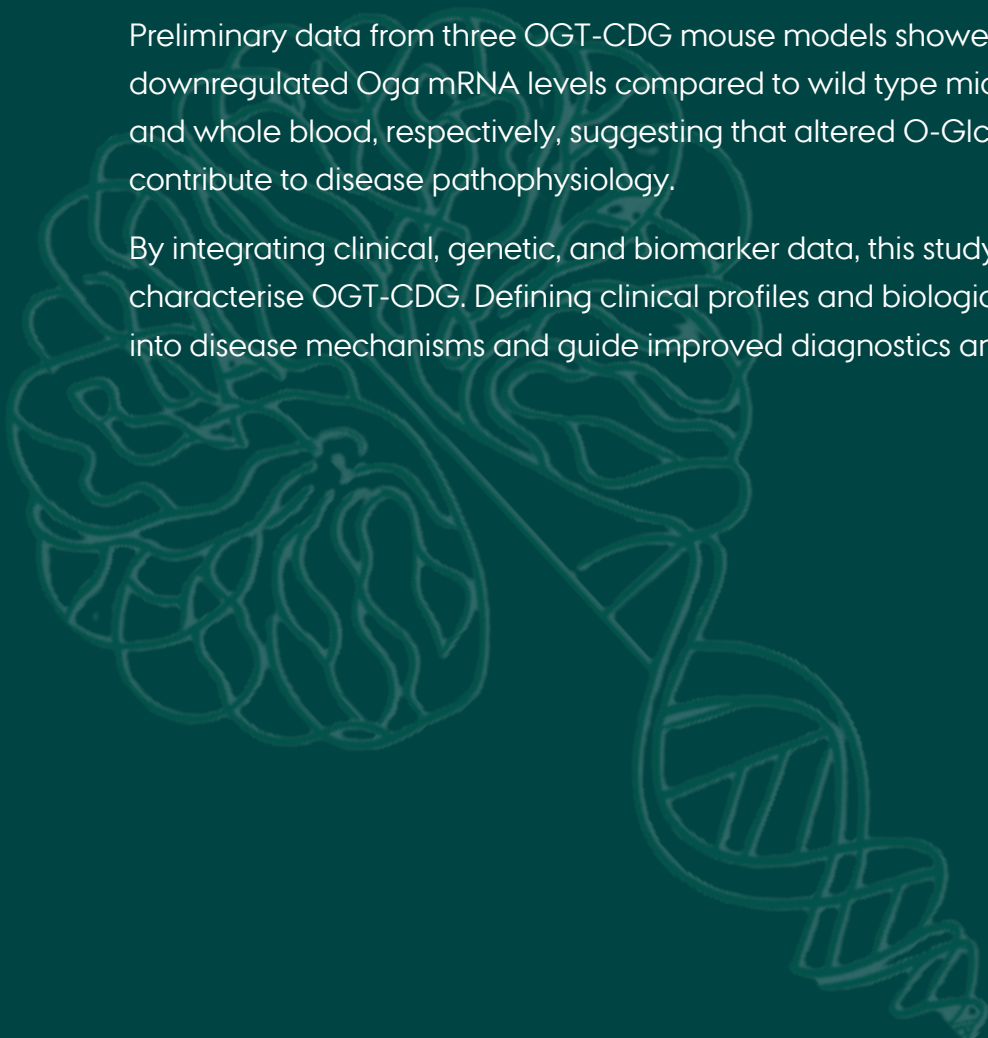 Preliminary data from three OGT-CDG mouse models showe
downregulated Oga mRNA levels compared to wild type mic
and whole blood, respectively, suggesting that altered O-Glc
contribute to disease pathophysiology.
By integrating clinical, genetic, and biomarker data, this study
characterise OGT-CDG. Defining clinical profiles and biologic
into disease mechanisms and guide improved diagnostics an